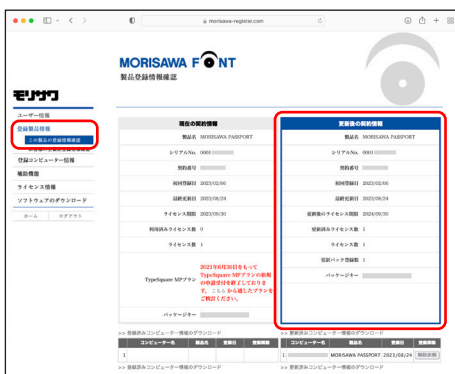 morisawa-register.com
MORISAWA FONT
製品登録情報確認
モリサワ
ユーザー情報
登録製品情報
この製品の登録情報確認
登録コンピューター情報
補助機能
ライセンス情報
ソフトウェアのダウンロード
ホーム ログアウト
現在の契約情報
製品名 MORISAWA PASSPORT
シリアルNo. 0001
契約番号
初回登録日 2023/02/06
最終更新日 2023/08/24
ライセンス期限 2023/09/30
利用済みライセンス数 0
ライセンス数 1
TypeSquare MPプラン 2023年6月30日をもって
TypeSquare MPプランの新規
の申請受付を終了しておりま
す。こちらから適したプランを
ご検討ください。
パッケージキー
更新後の契約情報
製品名 MORISAWA PASSPORT
シリアルNo. 0001
契約番号
初回登録日 2023/02/06
最終更新日 2023/08/24
更新後のライセンス期限 2024/09/30
更新済みライセンス数 1
ライセンス数 1
更新パック登録数 1
パッケージキー
>> 登録済みコンピューター情報のダウンロード
コンピューター名 製品名 登録日 登録解除
1
>> 登録済みコンピューター情報のダウンロード
>> 更新済みコンピューター情報のダウンロード
コンピューター名 製品名 登録日 登録解除
1 MORISAWA PASSPORT 2023/08/24
>> 更新済みコンピューター情報のダウンロード